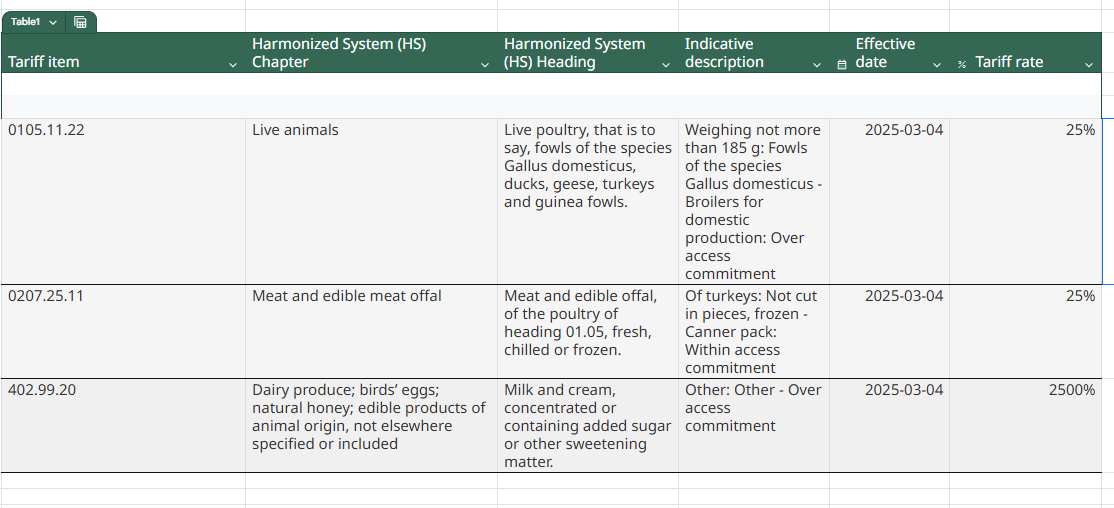 Table1
Tariff item
Harmonized System (HS)
Chapter
Harmonized System
(HS) Heading
Indicative
description
Effective
date
% Tariff rate
0105.11.22
Live animals
Live poultry, that is to
say, fowls of the species
Gallus domesticus,
ducks, geese, turkeys
and guinea fowls.
Weighing not more
than 185 g: Fowls
of the species
Gallus domesticus -
Broilers for
domestic
production: Over
access
commitment
2025-03-04
25%
0207.25.11
Meat and edible meat offal
Meat and edible offal,
of the poultry of
heading 01.05, fresh,
chilled or frozen.
Of turkeys: Not cut
in pieces, frozen -
Canner pack:
Within access
commitment
2025-03-04
25%
402.99.20
Dairy produce; birds’ eggs;
natural honey; edible products of
animal origin, not elsewhere
specified or included
Milk and cream,
concentrated or
containing added sugar
or other sweetening
matter.
Other: Other - Over
access
commitment
2025-03-04
2500%